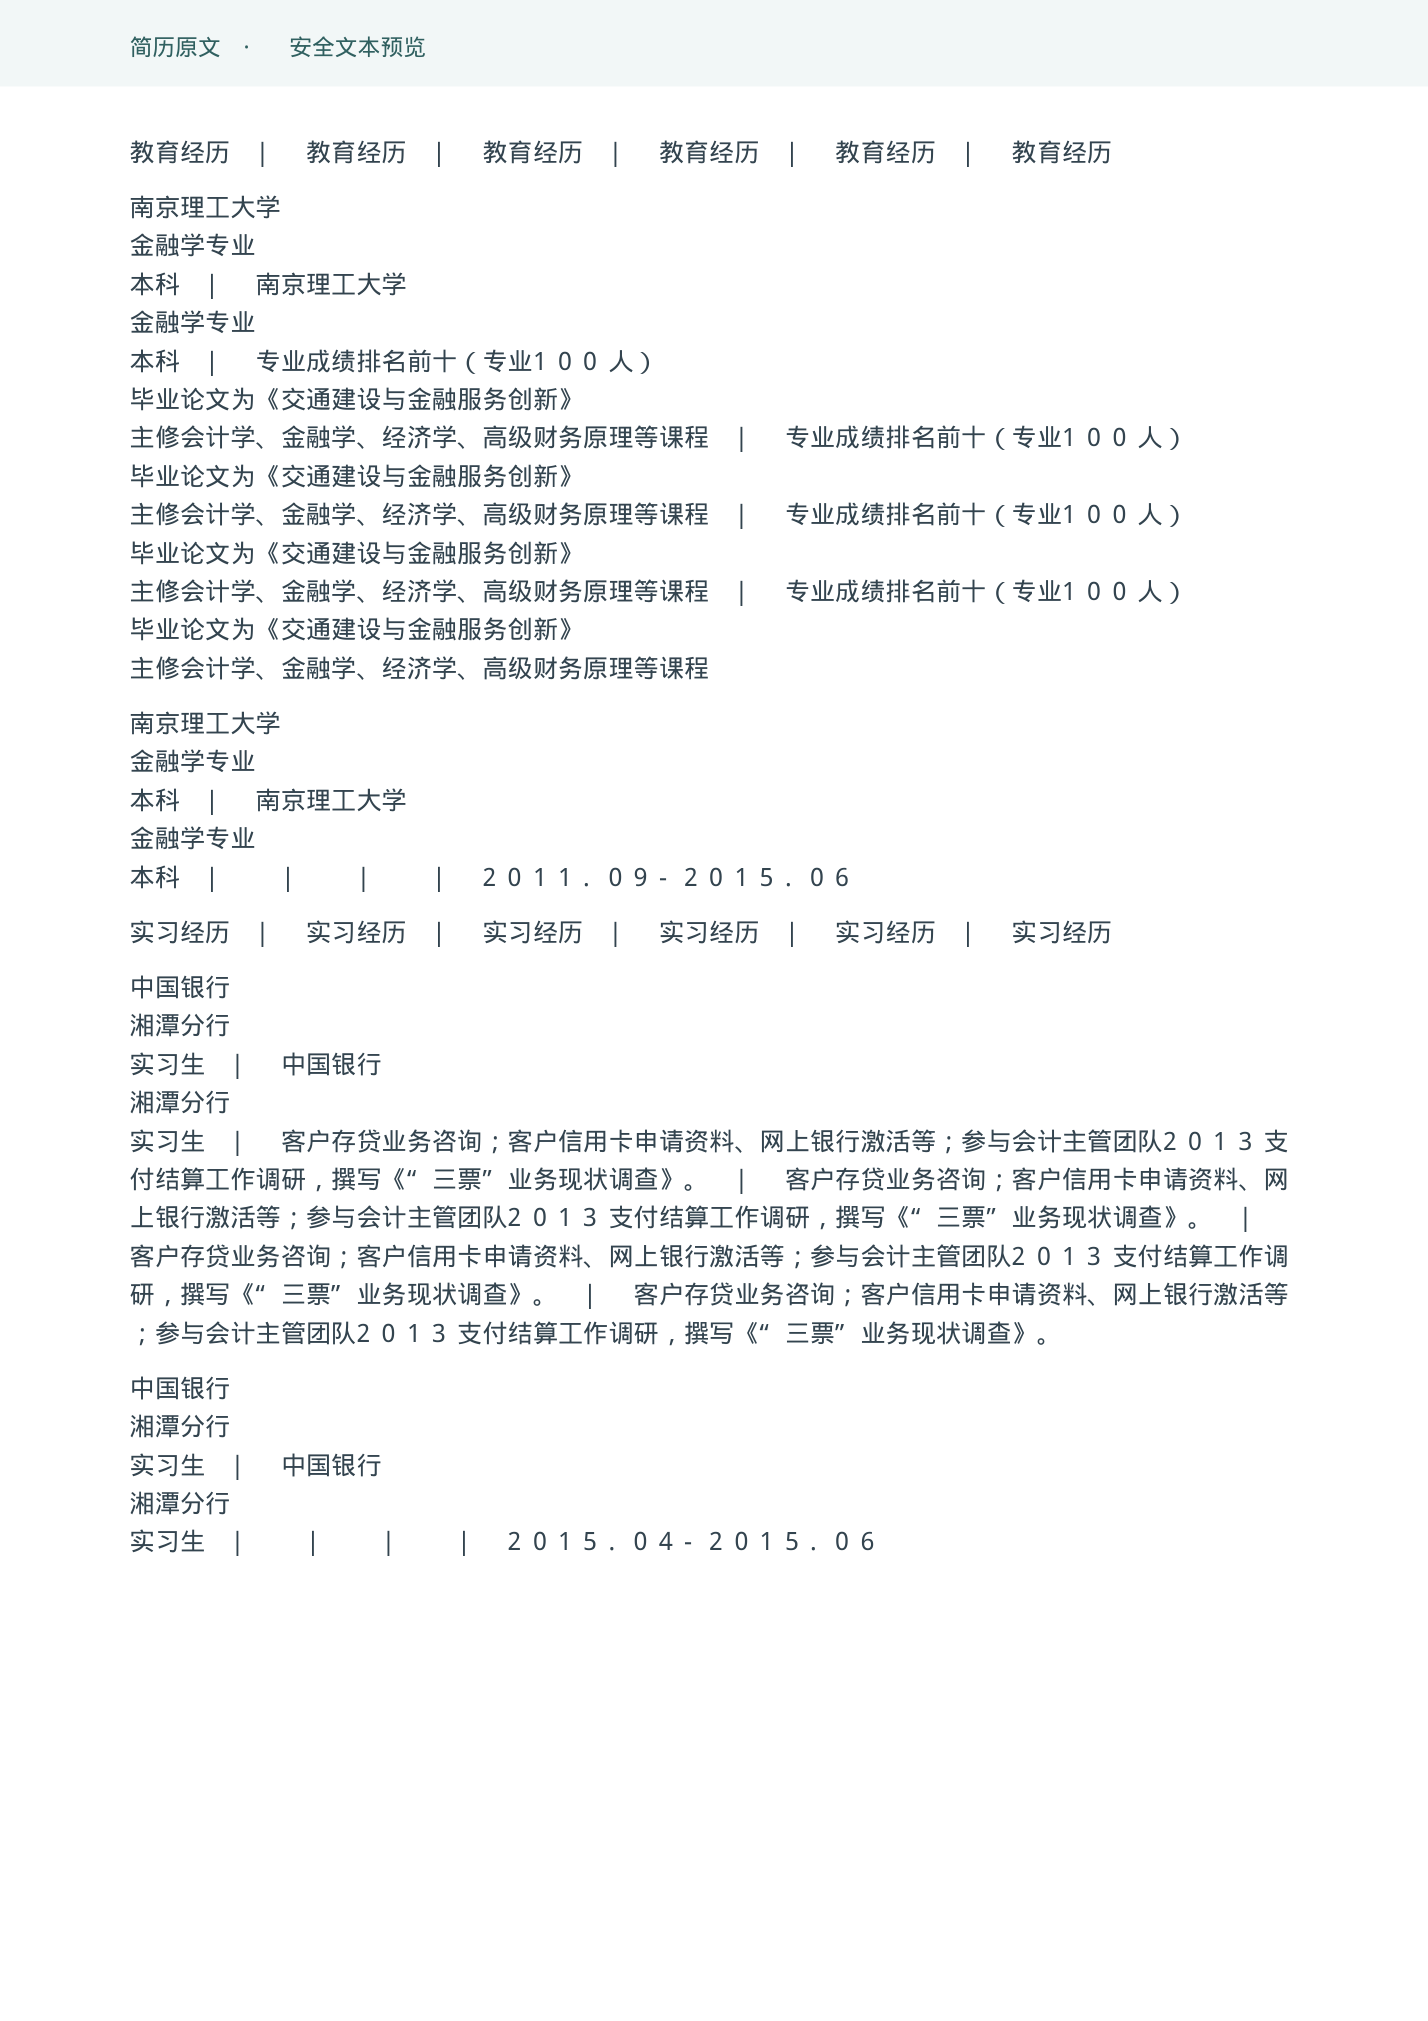 简历原文 · 安全文本预览
教育经历 | 教育经历 | 教育经历 | 教育经历 | 教育经历 | 教育经历
南京理工大学
金融学专业
本科 | 南京理工大学
金融学专业
本科 | 专业成绩排名前十（专业100人）
毕业论文为《交通建设与金融服务创新》
主修会计学、金融学、经济学、高级财务原理等课程 | 专业成绩排名前十（专业100人）
毕业论文为《交通建设与金融服务创新》
主修会计学、金融学、经济学、高级财务原理等课程 | 专业成绩排名前十（专业100人）
毕业论文为《交通建设与金融服务创新》
主修会计学、金融学、经济学、高级财务原理等课程 | 专业成绩排名前十（专业100人）
毕业论文为《交通建设与金融服务创新》
主修会计学、金融学、经济学、高级财务原理等课程
南京理工大学
金融学专业
本科 | 南京理工大学
金融学专业
本科 | | | | 2011.09-2015.06
实习经历 | 实习经历 | 实习经历 | 实习经历 | 实习经历 | 实习经历
中国银行
湘潭分行
实习生 | 中国银行
湘潭分行
实习生 | 客户存贷业务咨询；客户信用卡申请资料、网上银行激活等；参与会计主管团队2013支
付结算工作调研，撰写《“三票”业务现状调查》。 | 客户存贷业务咨询；客户信用卡申请资料、网
上银行激活等；参与会计主管团队2013支付结算工作调研，撰写《“三票”业务现状调查》。 |
客户存贷业务咨询；客户信用卡申请资料、网上银行激活等；参与会计主管团队2013支付结算工作调
研，撰写《“三票”业务现状调查》。 | 客户存贷业务咨询；客户信用卡申请资料、网上银行激活等
；参与会计主管团队2013支付结算工作调研，撰写《“三票”业务现状调查》。
中国银行
湘潭分行
实习生 | 中国银行
湘潭分行
实习生 | | | | 2015.04-2015.06